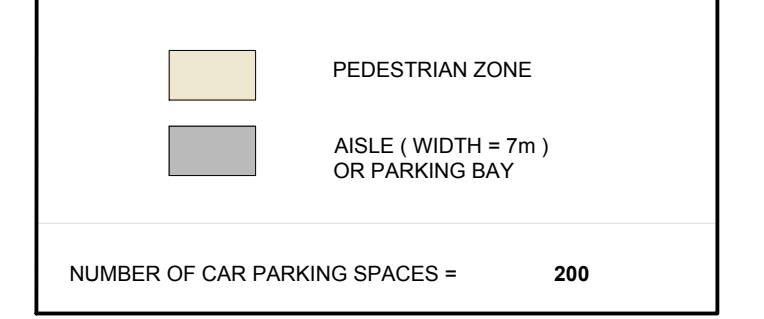 PEDESTRIAN ZONE
AISLE ( WIDTH = 7m )
OR PARKING BAY
NUMBER OF CAR PARKING SPACES = 200